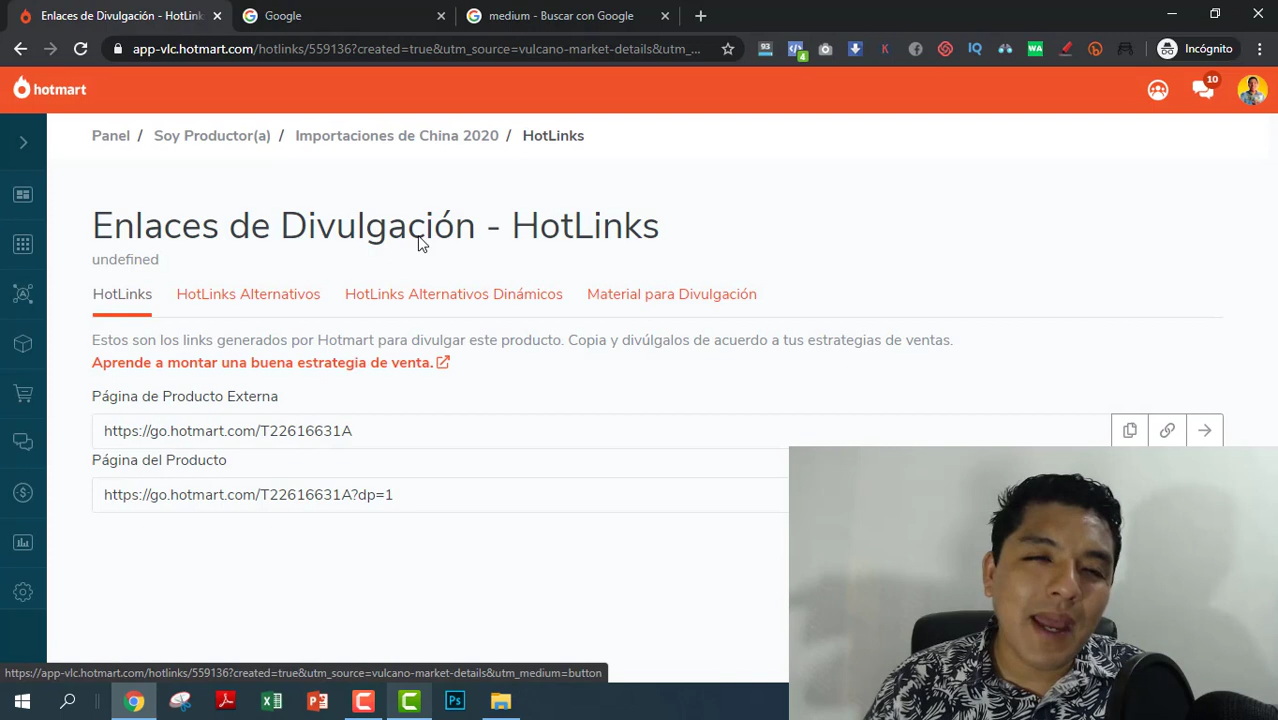 Enlaces de Divulgación - HotLink
Google
medium - Buscar con Google
app-vlc.hotmart.com/hotlinks/559136?created=true&utm_source=vulcano-market-details&utm_...
93
4
K
IQ
WA
Incógnito
hotmart
10
Panel / Soy Productor(a) / Importaciones de China 2020 / HotLinks
Enlaces de Divulgación - HotLinks
undefined
HotLinks HotLinks Alternativos HotLinks Alternativos Dinámicos Material para Divulgación
Estos son los links generados por Hotmart para divulgar este producto. Copia y divúlgalos de acuerdo a tus estrategias de ventas.
Aprende a montar una buena estrategia de venta.
Página de Producto Externa
https://go.hotmart.com/T22616631A
Página del Producto
https://go.hotmart.com/T22616631A?dp=1
https://app-vlc.hotmart.com/hotlinks/559136?created=true&utm_source=vulcano-market-details&utm_medium=button
Ps